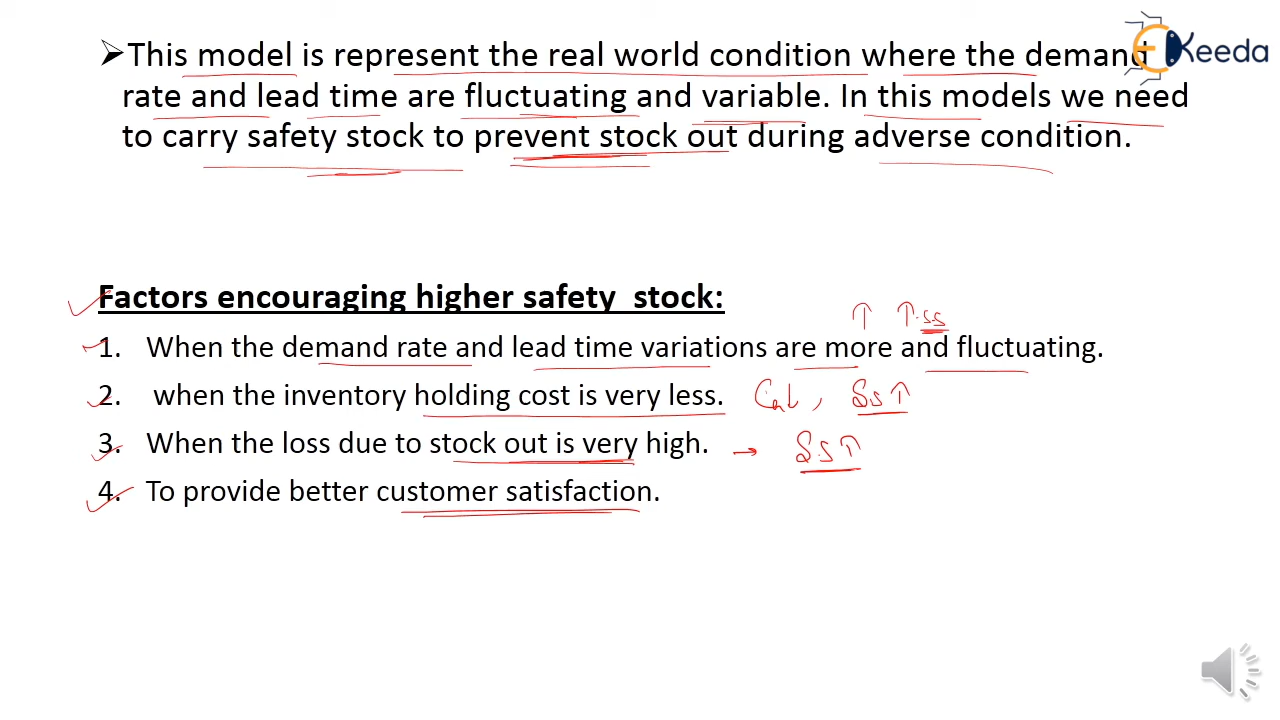 ➢This model is represent the real world condition where the demand
rate and lead time are fluctuating and variable. In this models we need
to carry safety stock to prevent stock out during adverse condition.
Keeda
Factors encouraging higher safety stock:
↑ ↑ ss
1. When the demand rate and lead time variations are more and fluctuating.
2. when the inventory holding cost is very less. , Ss↑
3. When the loss due to stock out is very high. → S.s↑
4. To provide better customer satisfaction.